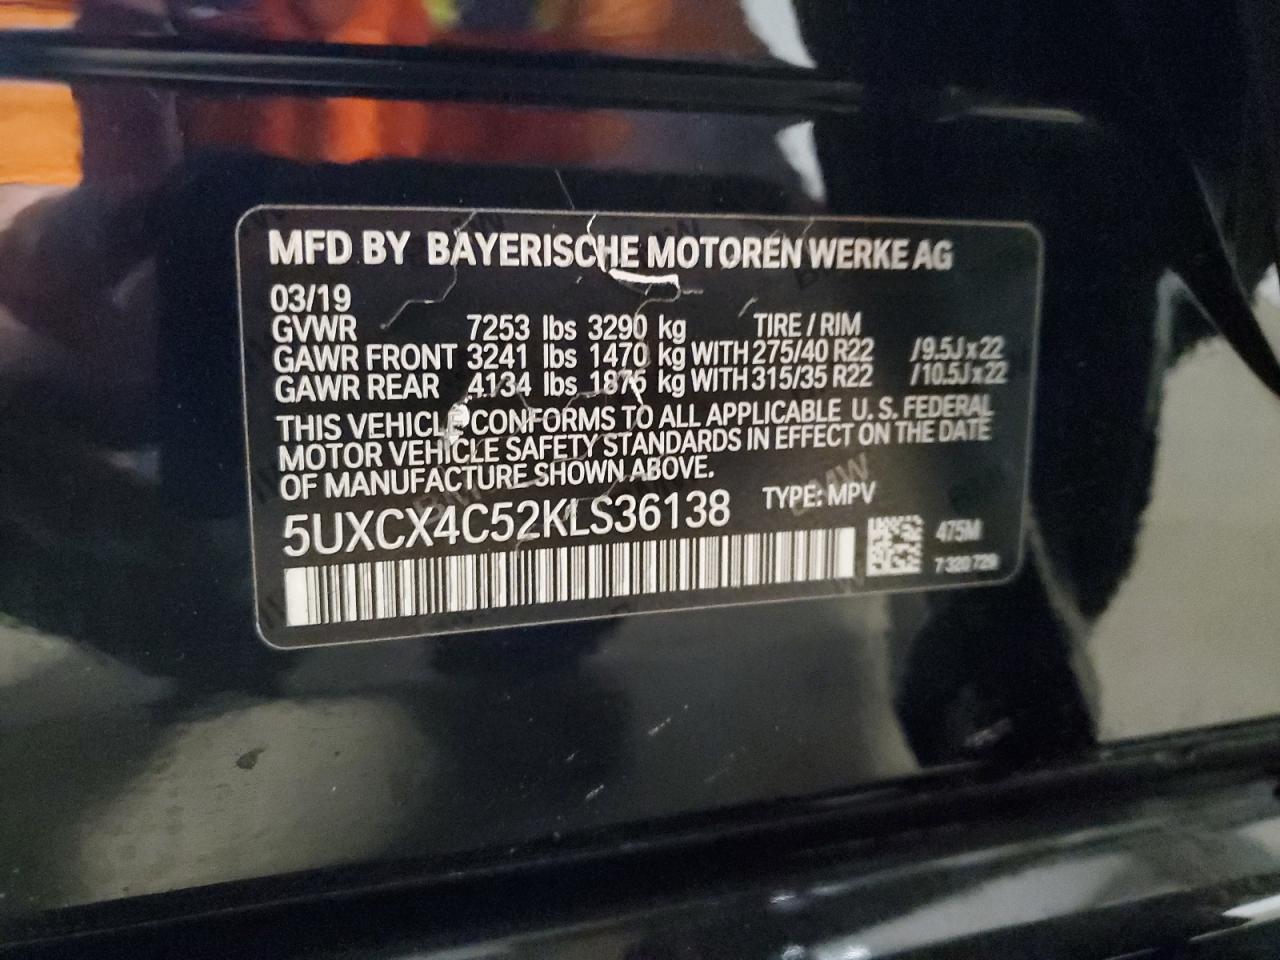 MFD BY BAYERISCHE MOTOREN WERKE AG
03/19
GVWR 7253 lbs 3290 kg TIRE / RIM
GAWR FRONT 3241 lbs 1470 kg WITH 275/40 R22 /9.5J x 22
GAWR REAR 4134 lbs 1876 kg WITH 315/35 R22 /10.5J x 22
THIS VEHICLE CONFORMS TO ALL APPLICABLE U. S. FEDERAL
MOTOR VEHICLE SAFETY STANDARDS IN EFFECT ON THE DATE
OF MANUFACTURE SHOWN ABOVE.
5UXCX4C52KLS36138 TYPE: MPV
475M
7 320 729